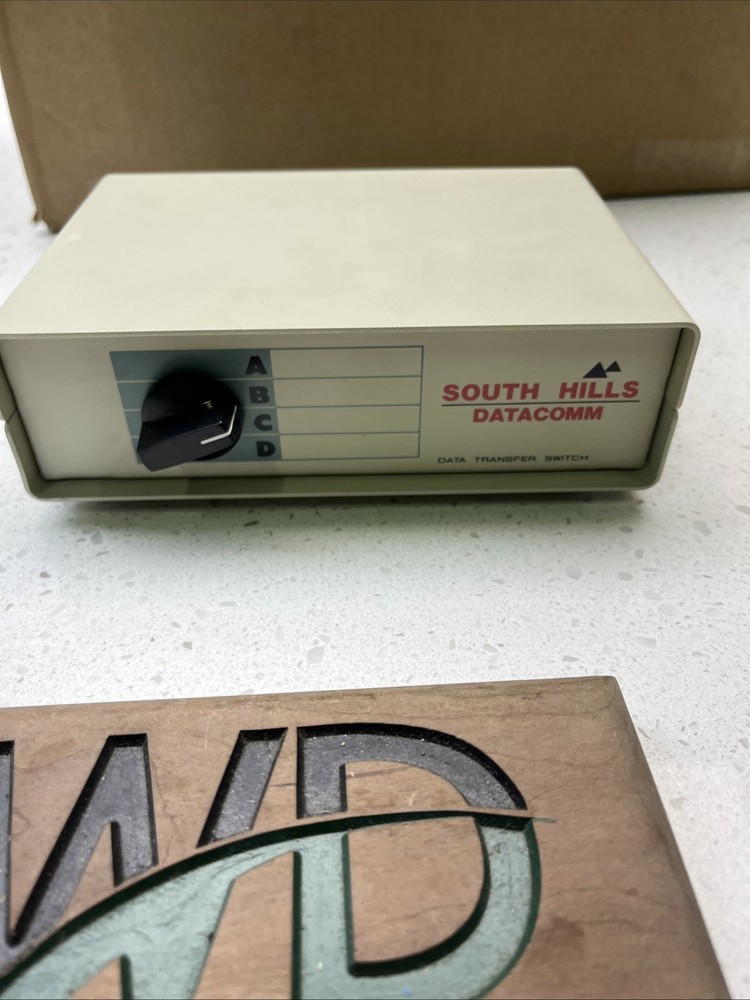 A
B
C
D
SOUTH HILLS
DATACOMM
DATA TRANSFER SWITCH
WD